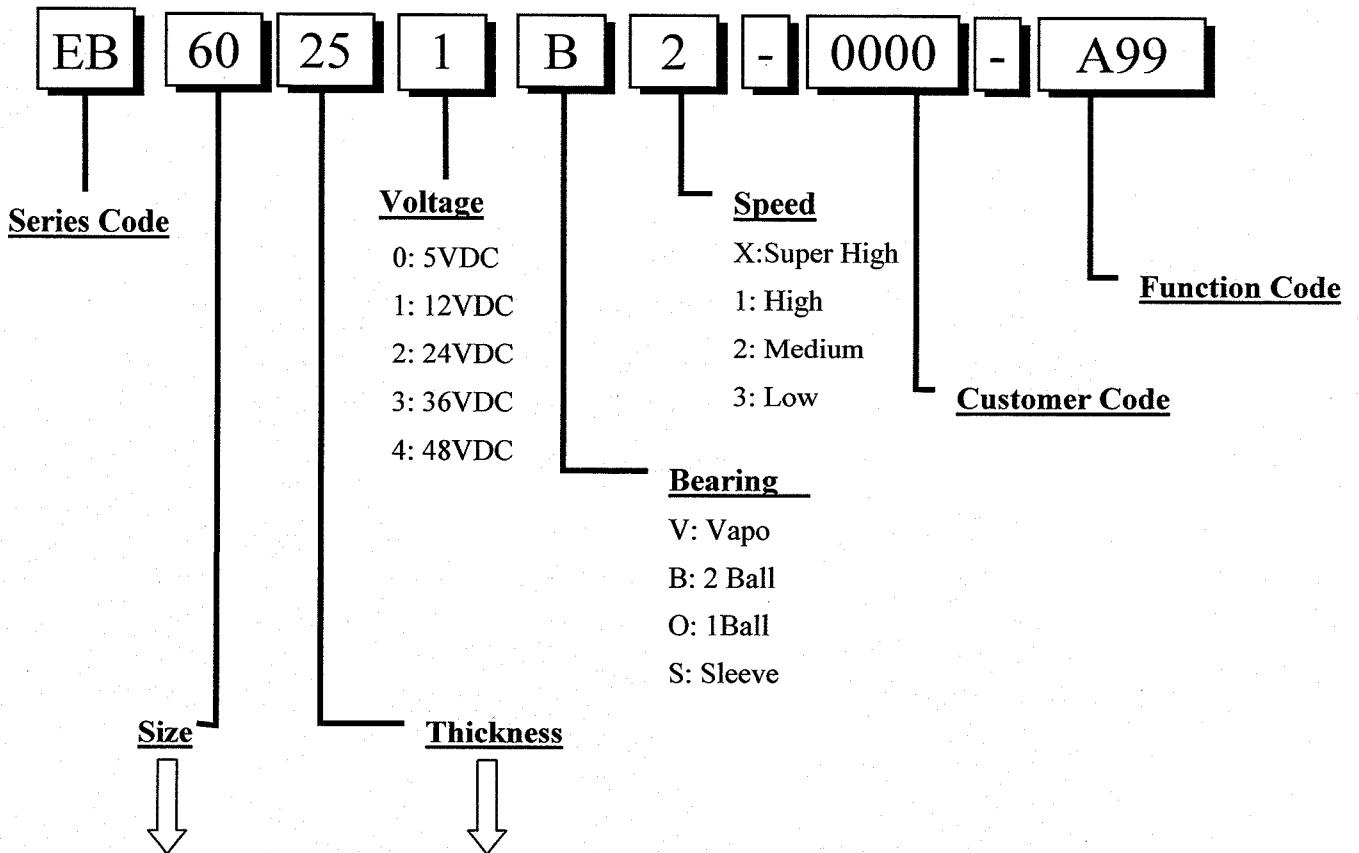 EB 60 25 1 B 2 - 0000 - A99
Series Code
Voltage
0: 5VDC
1: 12VDC
2: 24VDC
3: 36VDC
4: 48VDC
Speed
X:Super High
1: High
2: Medium
3: Low
Function Code
Customer Code
Bearing
V: Vapo
B: 2 Ball
O: 1Ball
S: Sleeve
Size
Thickness